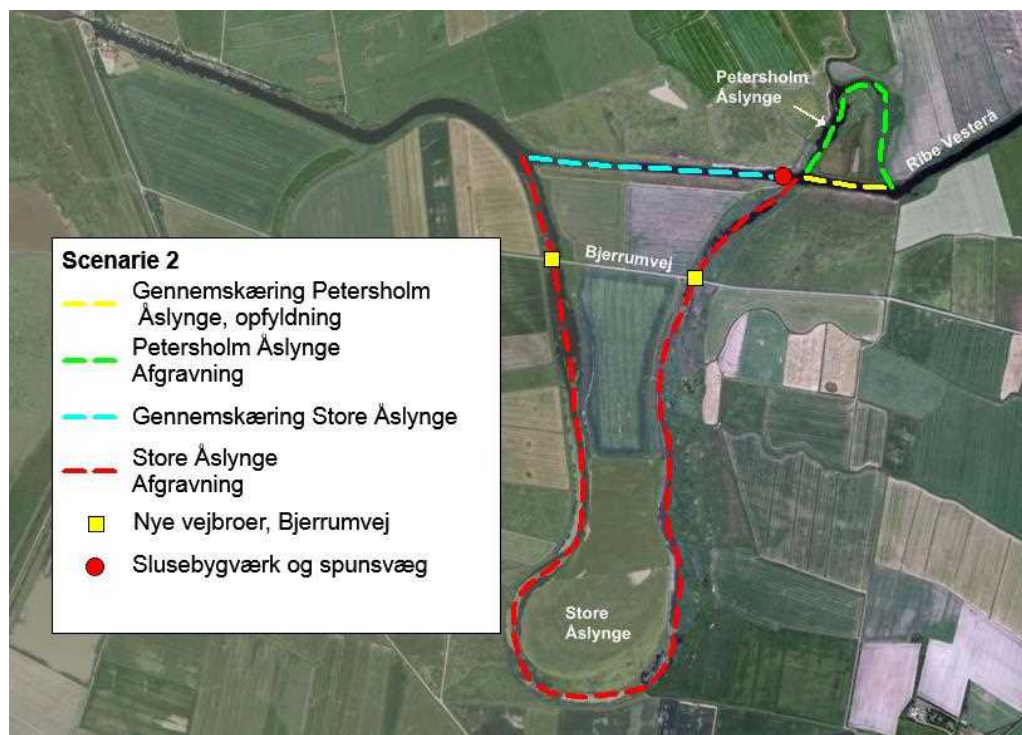 Petersholm
Åslynge
Ribe Vesterå
Bjerrumvej
Scenarie 2
Gennemskæring Petersholm
Åslynge, opfyldning
Petersholm Åslynge
Afgravning
Gennemskæring Store Åslynge
Store Åslynge
Afgravning
Nye vejbroer, Bjerrumvej
Slusebygværk og spunsvæg
Store
Åslynge